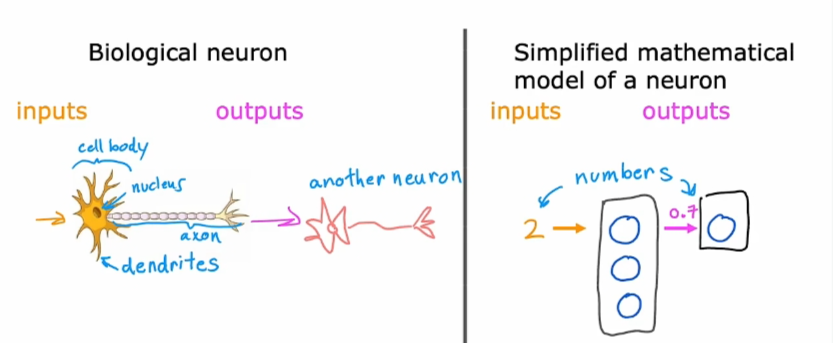 Biological neuron
inputs
outputs
cell body
nucleus
another neuron
axon
dendrites
Simplified mathematical
model of a neuron
inputs
outputs
numbers
2
0.7